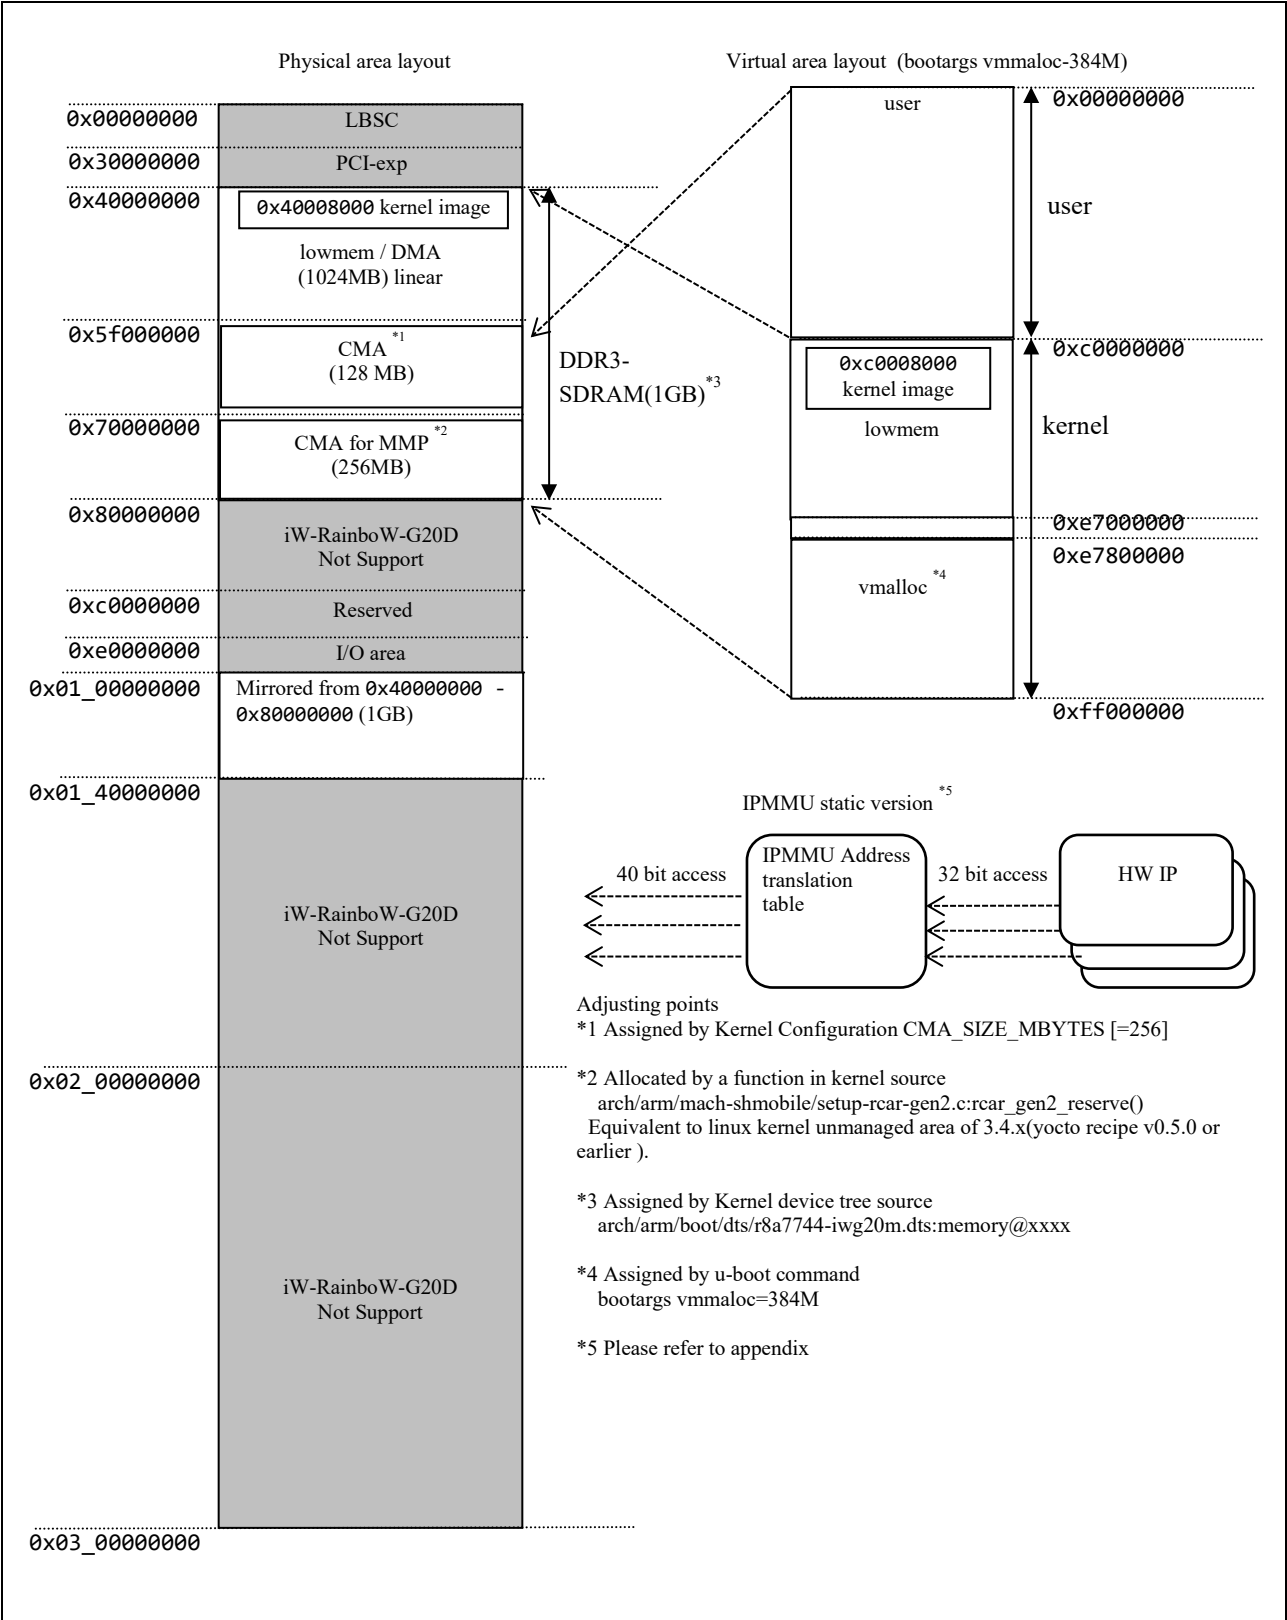 Physical area layout
0x00000000
LBSC
0x30000000
PCI-exp
0x40000000
0x40008000 kernel image
lowmem / DMA
(1024MB) linear
0x5f000000
CMA *1
(128 MB)
DDR3-
SDRAM(1GB)*3
0x70000000
CMA for MMP *2
(256MB)
0x80000000
iW-RainboW-G20D
Not Support
0xc0000000
Reserved
0xe0000000
I/O area
0x01_00000000
Mirrored from 0x40000000 -
0x80000000 (1GB)
0x01_40000000
iW-RainboW-G20D
Not Support
0x02_00000000
iW-RainboW-G20D
Not Support
0x03_00000000
Virtual area layout (bootargs vmmaloc-384M)
user
0x00000000
user
0xc0000000
0xc0008000
kernel image
lowmem
kernel
0xe7000000
0xe7800000
vmalloc *4
0xff000000
IPMMU static version *5
40 bit access
IPMMU Address
translation
table
32 bit access
HW IP
Adjusting points
*1 Assigned by Kernel Configuration CMA_SIZE_MBYTES [=256]
*2 Allocated by a function in kernel source
arch/arm/mach-shmobile/setup-rcar-gen2.c:rcar_gen2_reserve()
Equivalent to linux kernel unmanaged area of 3.4.x(yocto recipe v0.5.0 or
earlier ).
*3 Assigned by Kernel device tree source
arch/arm/boot/dts/r8a7744-iwg20m.dts:memory@xxxx
*4 Assigned by u-boot command
bootargs vmmaloc=384M
*5 Please refer to appendix